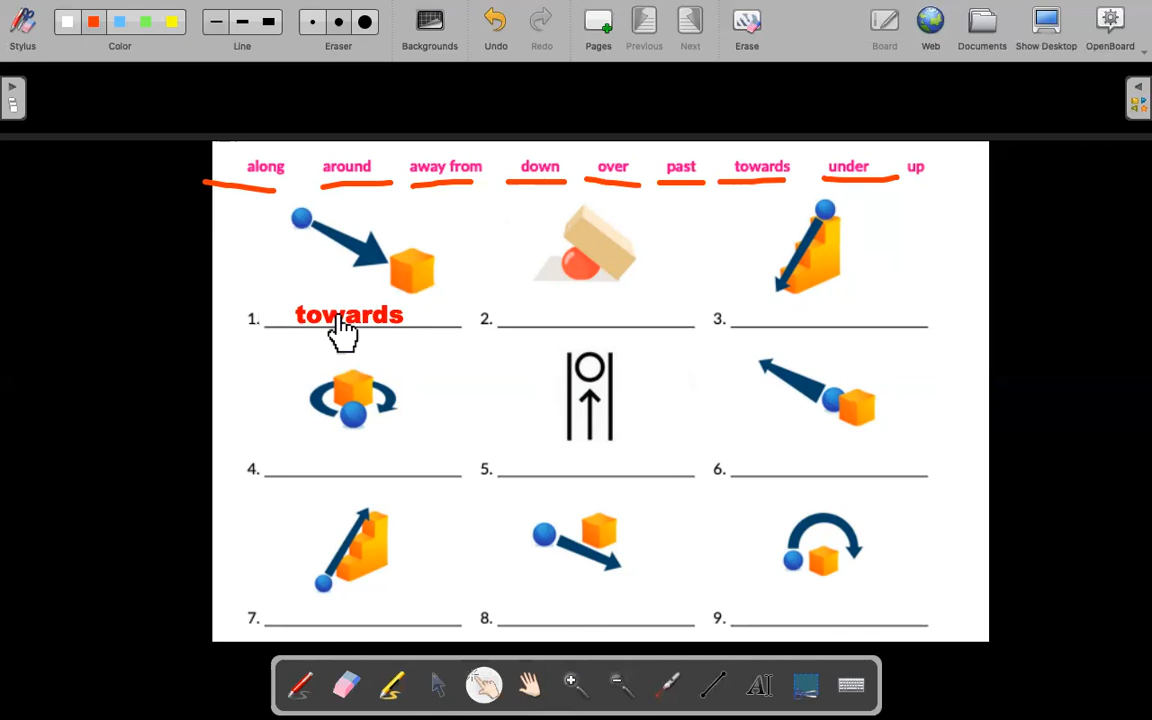 Stylus Color Line Eraser Backgrounds Undo Redo Pages Previous Next Erase Board Web Documents Show Desktop OpenBoard
along around away from down over past towards under up
1. towards 2. 3.
4. 5. 6.
7. 8. 9.
AI